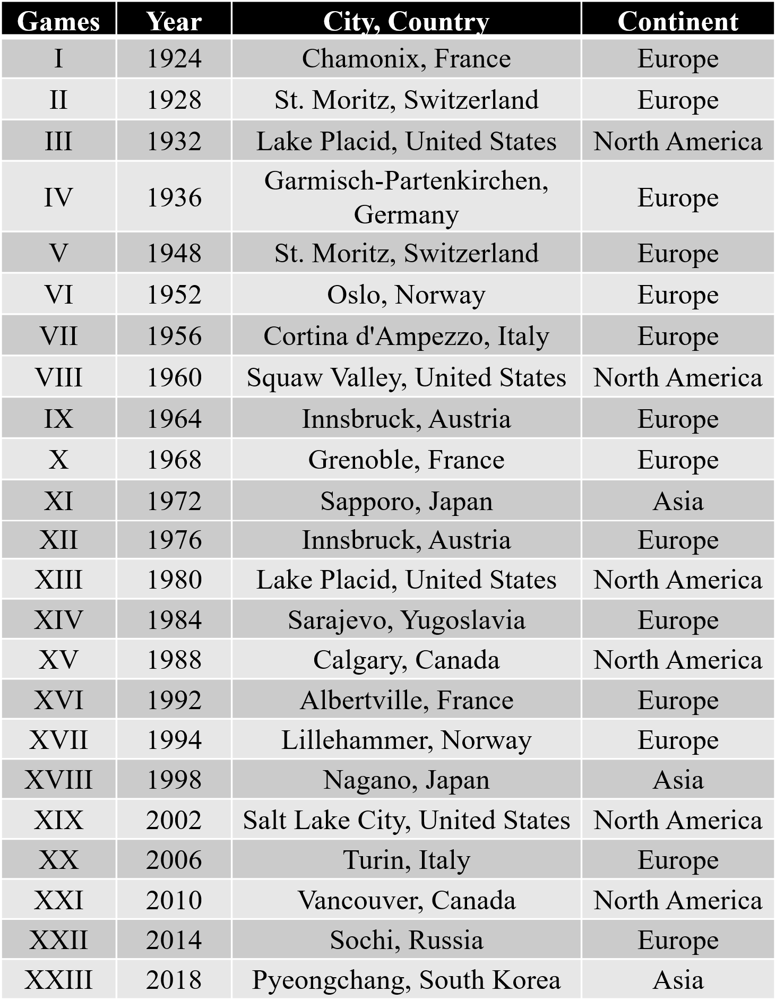 Games Year City, Country Continent
I 1924 Chamonix, France Europe
II 1928 St. Moritz, Switzerland Europe
III 1932 Lake Placid, United States North America
IV 1936 Garmisch-Partenkirchen, Europe
Germany
V 1948 St. Moritz, Switzerland Europe
VI 1952 Oslo, Norway Europe
VII 1956 Cortina d'Ampezzo, Italy Europe
VIII 1960 Squaw Valley, United States North America
IX 1964 Innsbruck, Austria Europe
X 1968 Grenoble, France Europe
XI 1972 Sapporo, Japan Asia
XII 1976 Innsbruck, Austria Europe
XIII 1980 Lake Placid, United States North America
XIV 1984 Sarajevo, Yugoslavia Europe
XV 1988 Calgary, Canada North America
XVI 1992 Albertville, France Europe
XVII 1994 Lillehammer, Norway Europe
XVIII 1998 Nagano, Japan Asia
XIX 2002 Salt Lake City, United States North America
XX 2006 Turin, Italy Europe
XXI 2010 Vancouver, Canada North America
XXII 2014 Sochi, Russia Europe
XXIII 2018 Pyeongchang, South Korea Asia